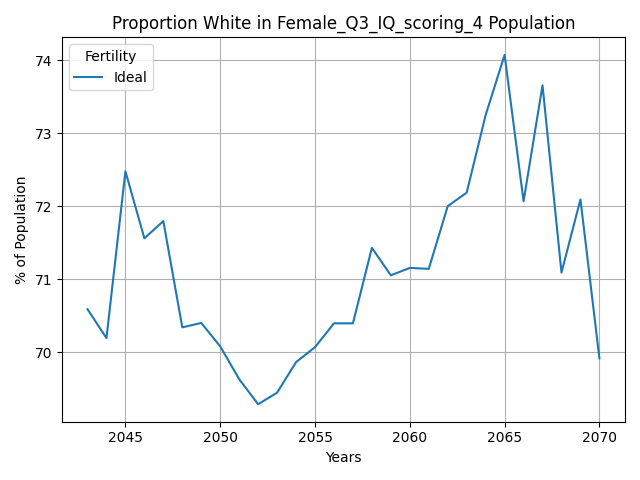 Proportion White in Female_Q3_IQ_scoring_4 Population
Fertility
Ideal
% of Population
74
73
72
71
70
2045 2050 2055 2060 2065 2070
Years